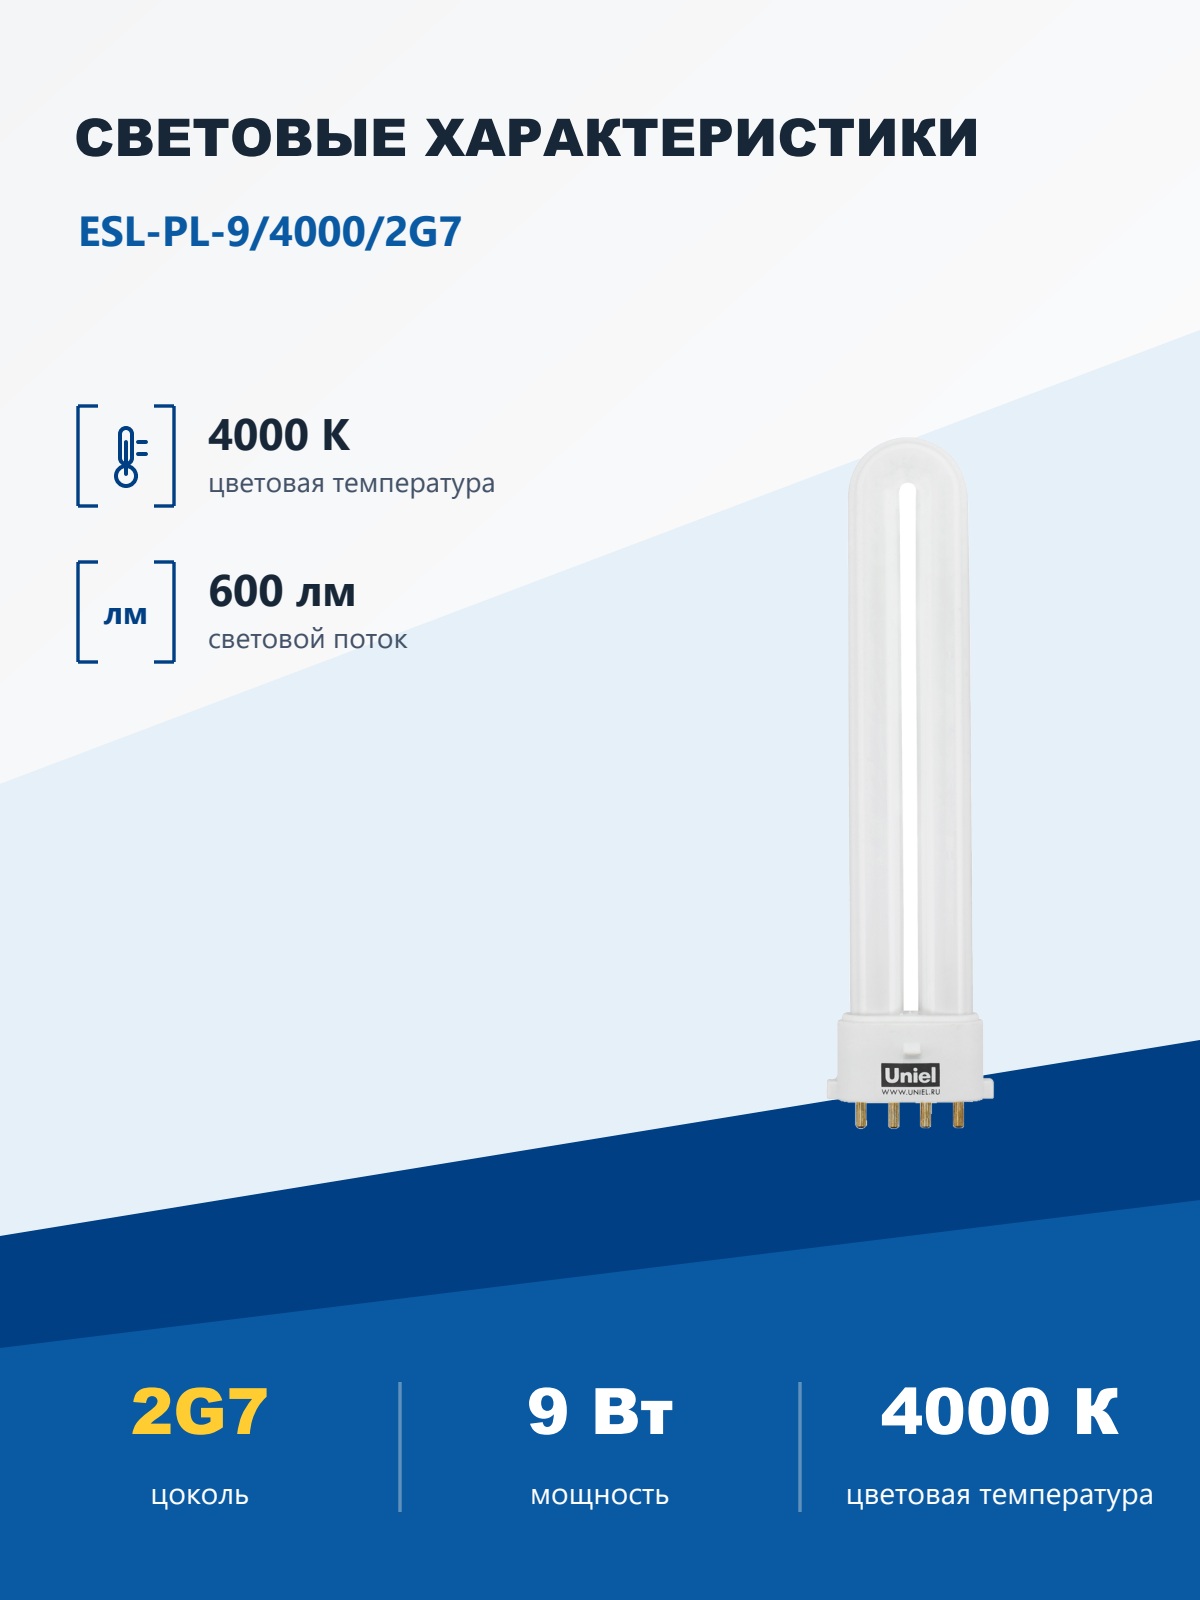 СВЕТОВЫЕ ХАРАКТЕРИСТИКИ
ESL-PL-9/4000/2G7
4000 К
цветовая температура
лм
600 лм
световой поток
Uniel
WWW.UNIEL.RU
2G7
цоколь
9 Вт
мощность
4000 К
цветовая температура